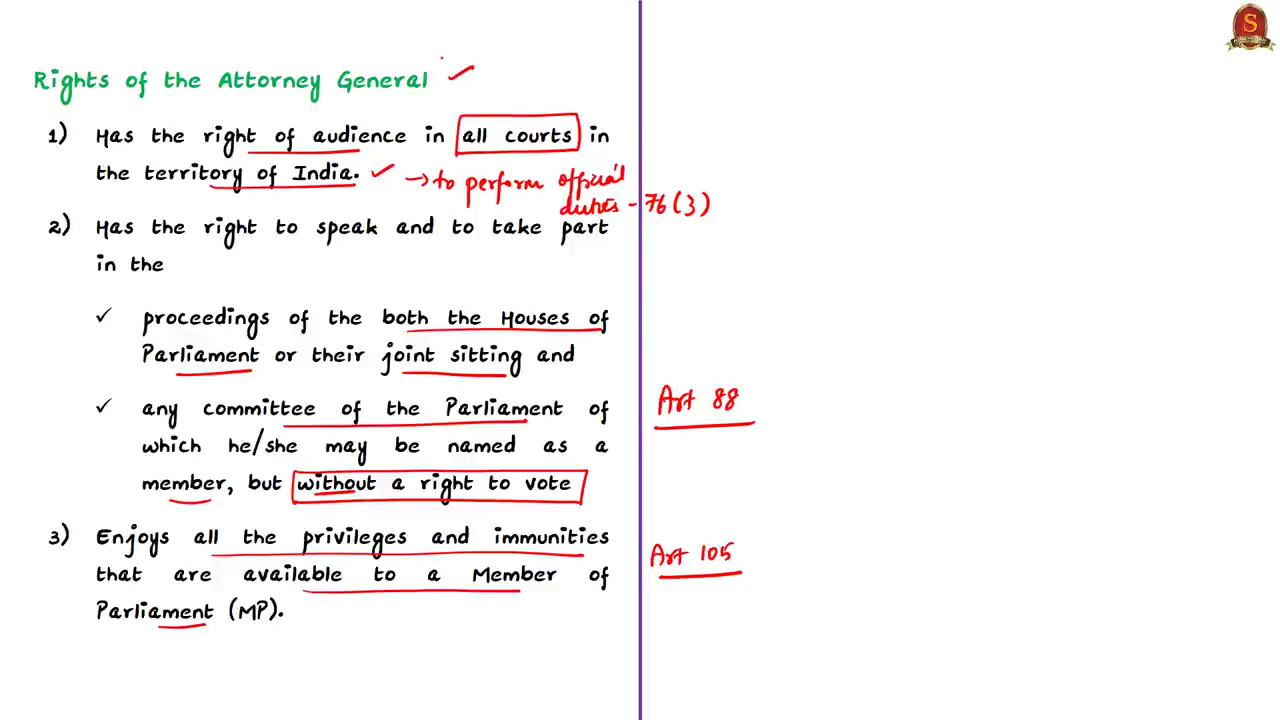 Rights of the Attorney General
1) Has the right of audience in all courts in
the territory of India.
→ to perform official
duties - 76(3)
2) Has the right to speak and to take part
in the
✓ proceedings of the both the Houses of
Parliament or their joint sitting and
✓ any committee of the Parliament of
which he/she may be named as a
member, but without a right to vote
Art 88
3) Enjoys all the privileges and immunities
that are available to a Member of
Parliament (MP).
Art 105
S